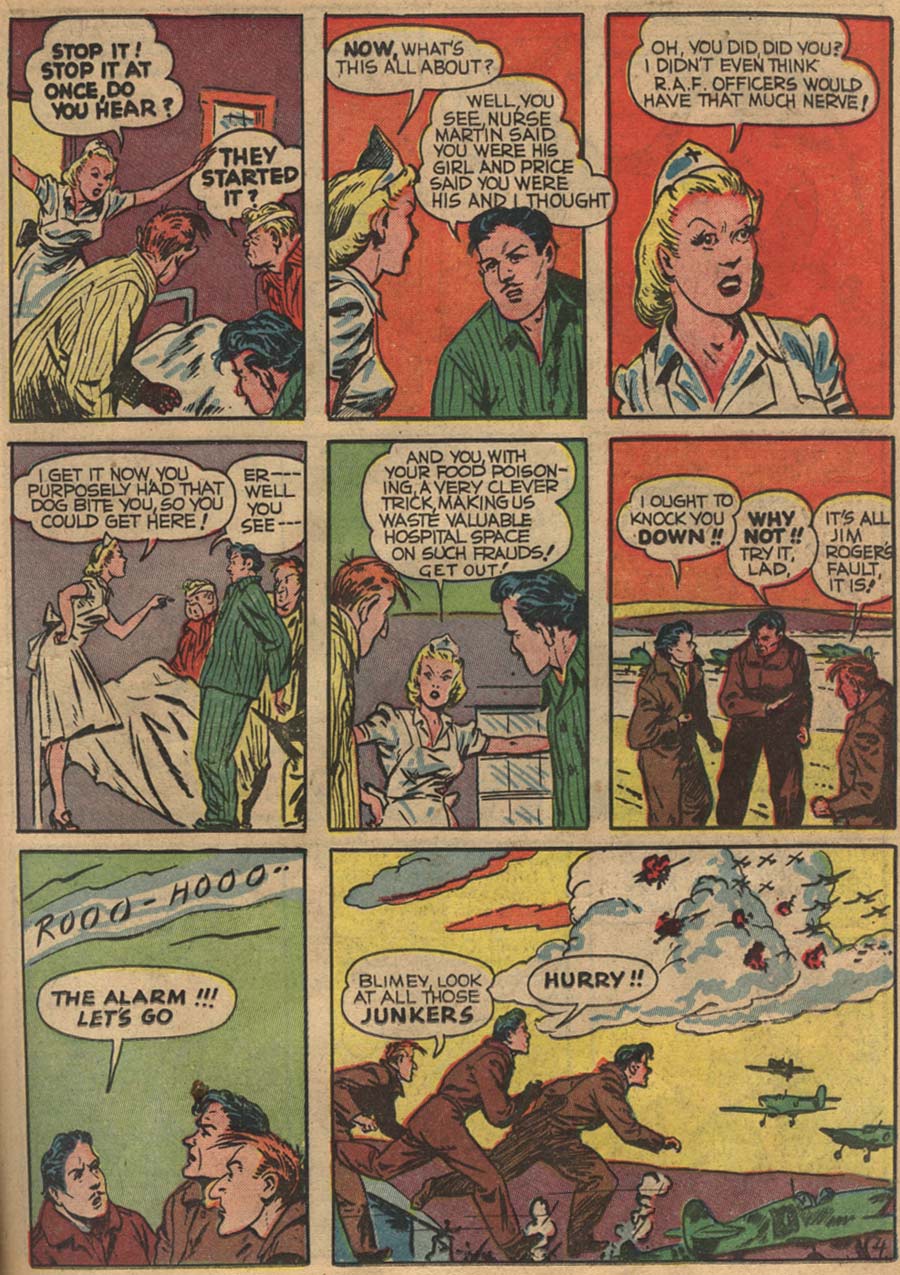 STOP IT!
STOP IT AT
ONCE, DO
YOU HEAR?
THEY
STARTED
IT?
NOW, WHAT'S
THIS ALL ABOUT?
WELL, YOU
SEE, NURSE
MARTIN SAID
YOU WERE HIS
GIRL AND PRICE
SAID YOU WERE
HIS AND I THOUGHT
OH, YOU DID, DID YOU?
I DIDN'T EVEN THINK
R.A.F. OFFICERS WOULD
HAVE THAT MUCH NERVE!
I GET IT NOW, YOU
PURPOSELY HAD THAT
DOG BITE YOU, SO YOU
COULD GET HERE!
ER---
WELL
YOU
SEE---
AND YOU, WITH
YOUR FOOD POISON-
ING, A VERY CLEVER
TRICK, MAKING US
WASTE VALUABLE
HOSPITAL SPACE
ON SUCH FRAUDS!
GET OUT!
I OUGHT TO
KNOCK YOU
DOWN!!
WHY
NOT!!
TRY IT,
LAD,
IT'S ALL
JIM
ROGER'S
FAULT,
IT IS!
ROOO-HOOO--
THE ALARM!!!
LET'S GO
BLIMEY, LOOK
AT ALL THOSE
JUNKERS
HURRY!!
4